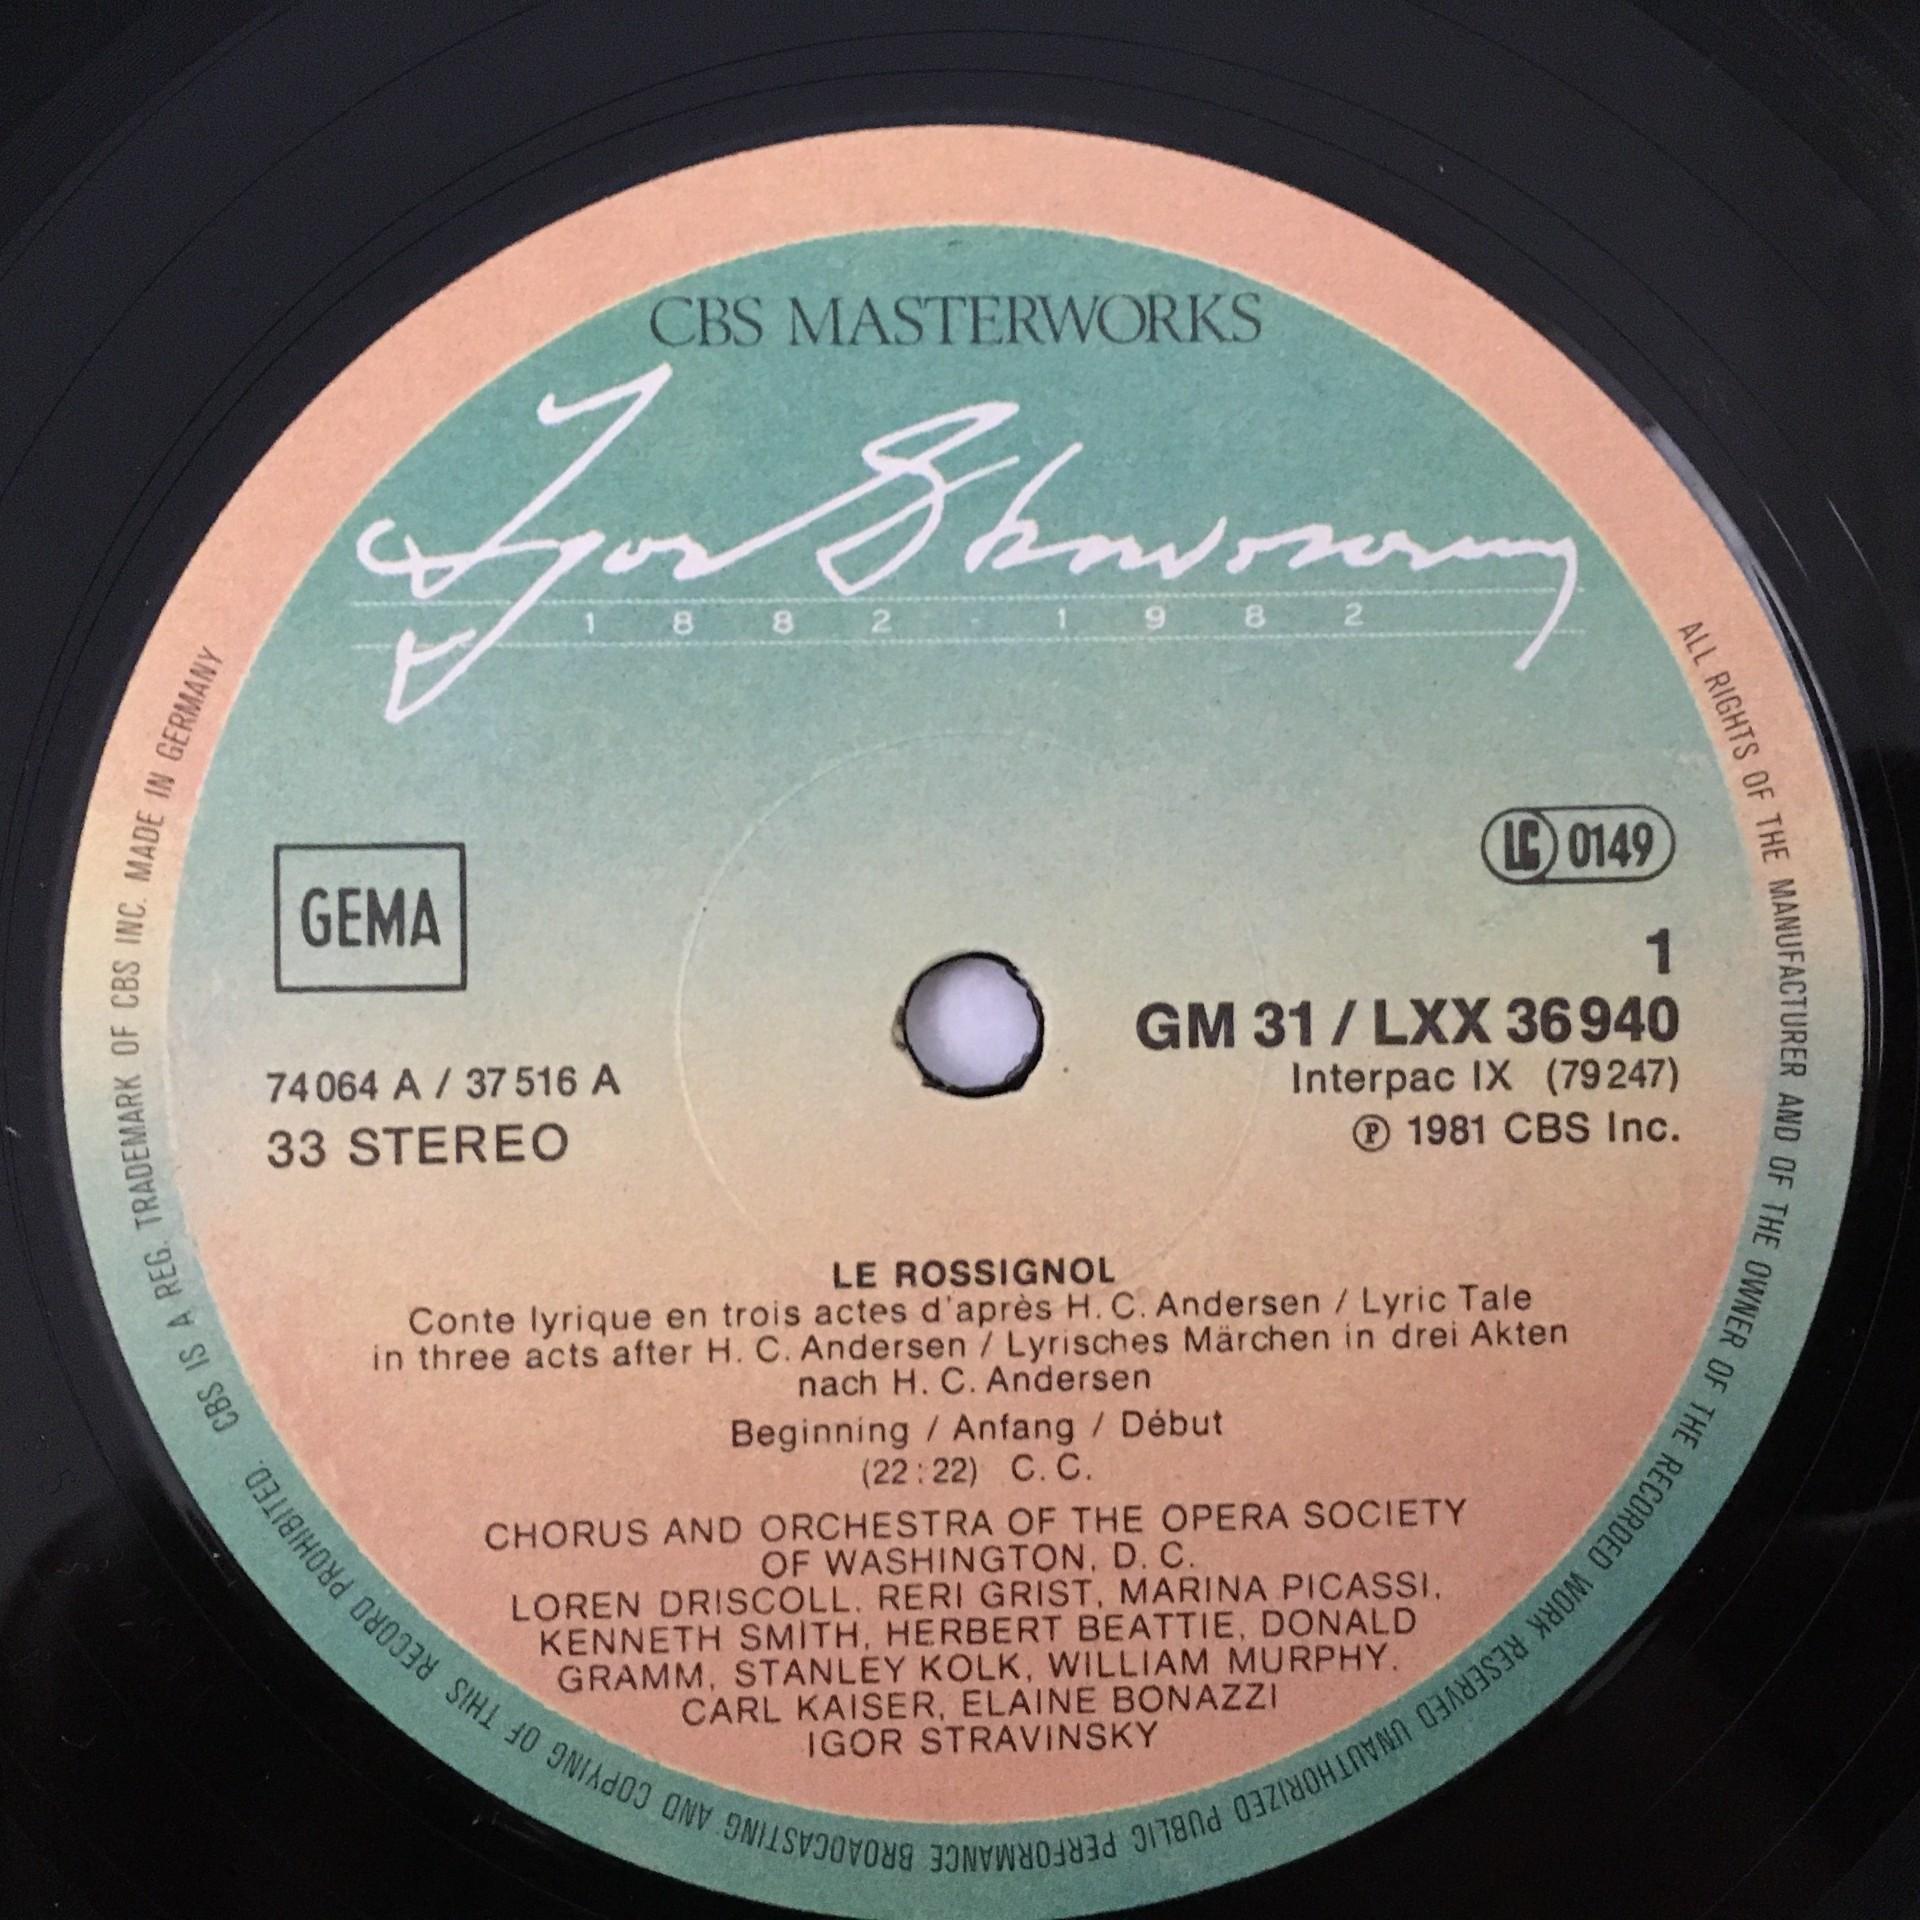 CBS MASTERWORKS
Igor Stravinsky
1882-1982
GEMA
LC 0149
1
GM 31 / LXX 36940
Interpac IX (79247)
℗ 1981 CBS Inc.
74064 A / 37516 A
33 STEREO
LE ROSSIGNOL
Conte lyrique en trois actes d'après H. C. Andersen / Lyric Tale
in three acts after H. C. Andersen / Lyrisches Märchen in drei Akten
nach H. C. Andersen
Beginning / Anfang / Début
(22:22) C. C.
CHORUS AND ORCHESTRA OF THE OPERA SOCIETY
OF WASHINGTON, D. C.
LOREN DRISCOLL, RERI GRIST, MARINA PICASSI,
KENNETH SMITH, HERBERT BEATTIE, DONALD
GRAMM, STANLEY KOLK, WILLIAM MURPHY,
CARL KAISER, ELAINE BONAZZI
IGOR STRAVINSKY
ALL RIGHTS OF THE MANUFACTURER AND OF THE OWNER OF THE RECORDED WORK RESERVED UNAUTHORIZED PUBLIC PERFORMANCE BROADCASTING AND COPYING OF THIS RECORD PROHIBITED.
CBS IS A REG. TRADEMARK OF CBS INC. MADE IN GERMANY